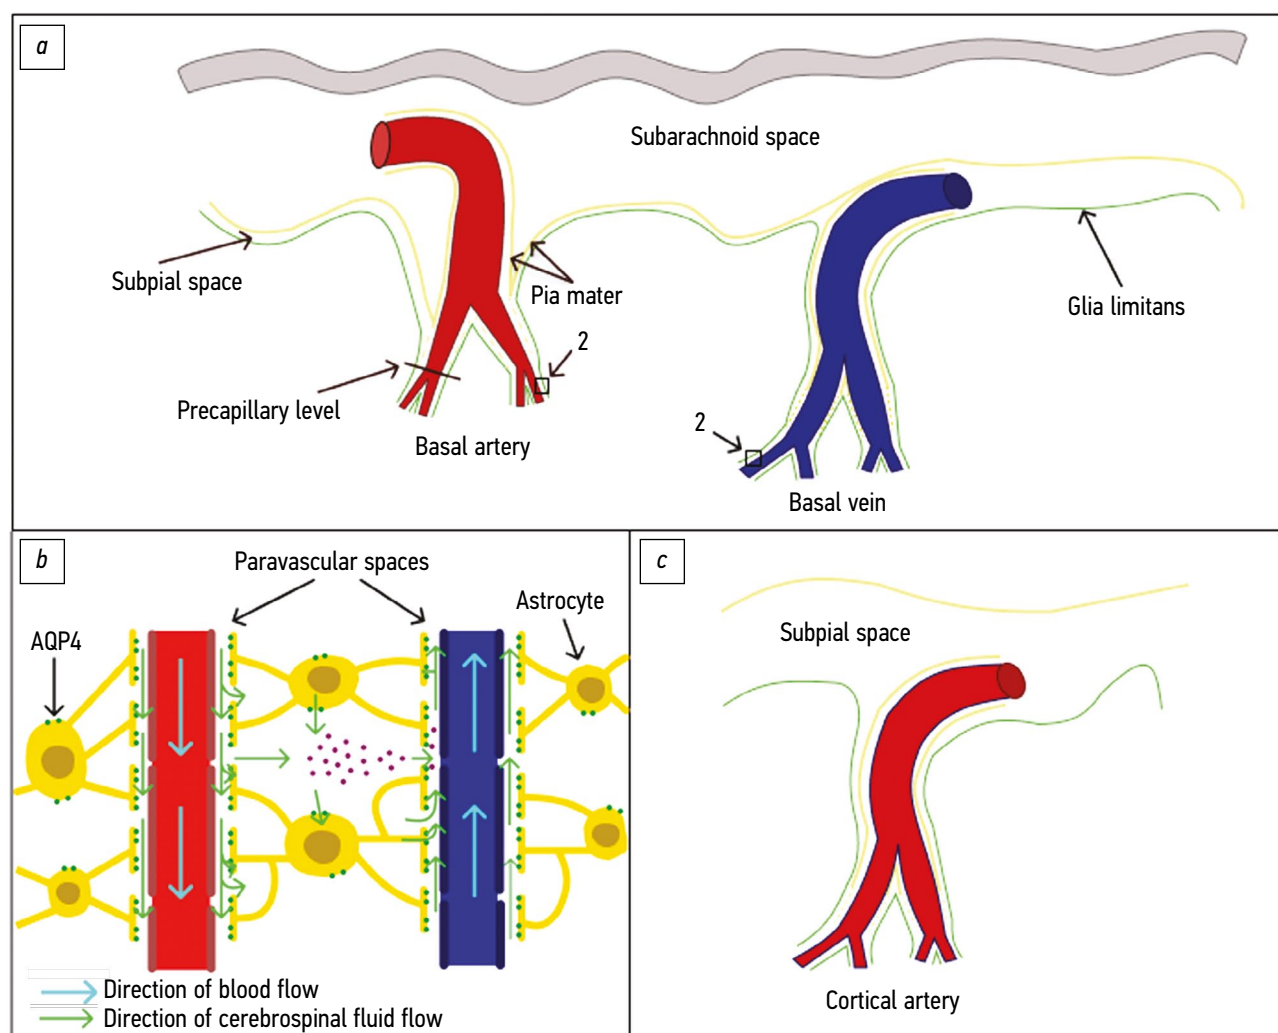 a
Subarachnoid space
Subpial space
Pia mater
Glia limitans
2
Precapillary level
Basal artery
2
Basal vein
b
Paravascular spaces
Astrocyte
AQP4
Direction of blood flow
Direction of cerebrospinal fluid flow
c
Subpial space
Cortical artery